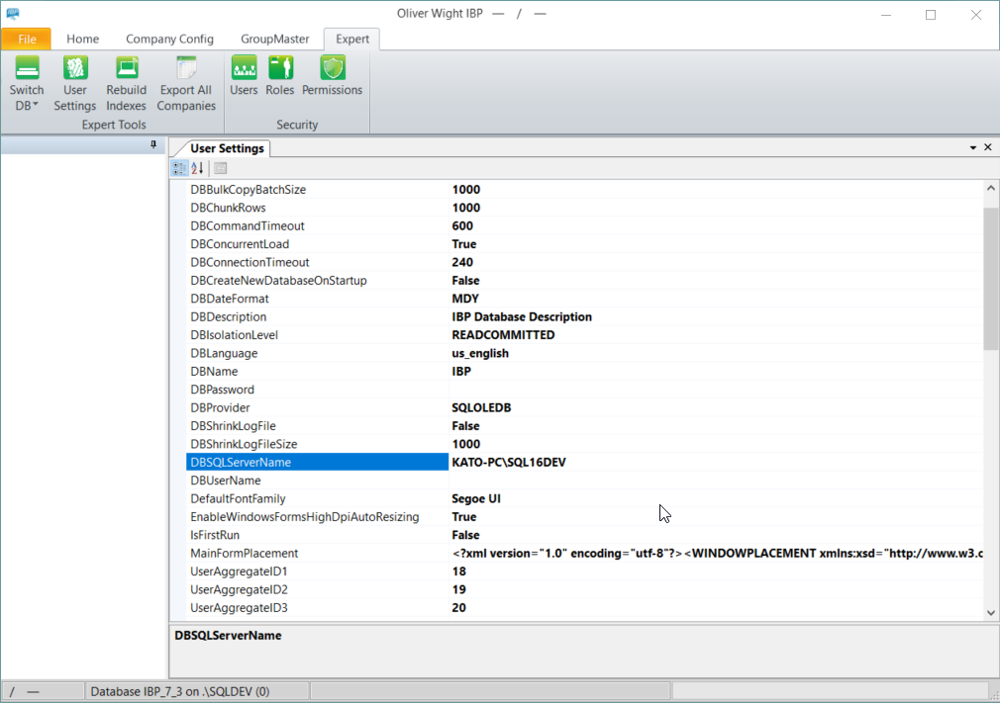 Oliver Wight IBP — / —
File Home Company Config GroupMaster Expert
Switch DB User Settings Rebuild Indexes Export All Companies Users Roles Permissions
Expert Tools Security
User Settings
DBBulkCopyBatchSize 1000
DBChunkRows 1000
DBCommandTimeout 600
DBConcurrentLoad True
DBConnectionTimeout 240
DBCreateNewDatabaseOnStartup False
DBDateFormat MDY
DBDescription IBP Database Description
DBIsolationLevel READCOMMITTED
DBLanguage us_english
DBName IBP
DBPassword
DBProvider SQLOLEDB
DBShrinkLogFile False
DBShrinkLogFileSize 1000
DBSQLServerName KATO-PC\SQL16DEV
DBUserName
DefaultFontFamily Segoe UI
EnableWindowsFormsHighDpiAutoResizing True
IsFirstRun False
MainFormPlacement <?xml version="1.0" encoding="utf-8"?><WINDOWPLACEMENT xmlns:xsd="http://www.w3.c
UserAggregateID1 18
UserAggregateID2 19
UserAggregateID3 20
DBSQLServerName
/ — Database IBP_7_3 on .\SQLDEV (0)